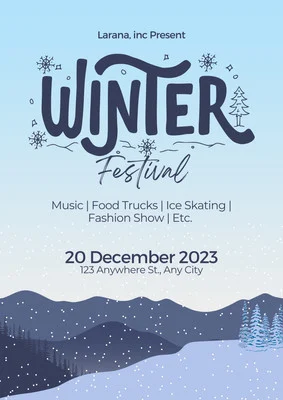 Larana, inc Present
WINTER
Festival
Music | Food Trucks | Ice Skating |
Fashion Show | Etc.
20 December 2023
123 Anywhere St., Any City